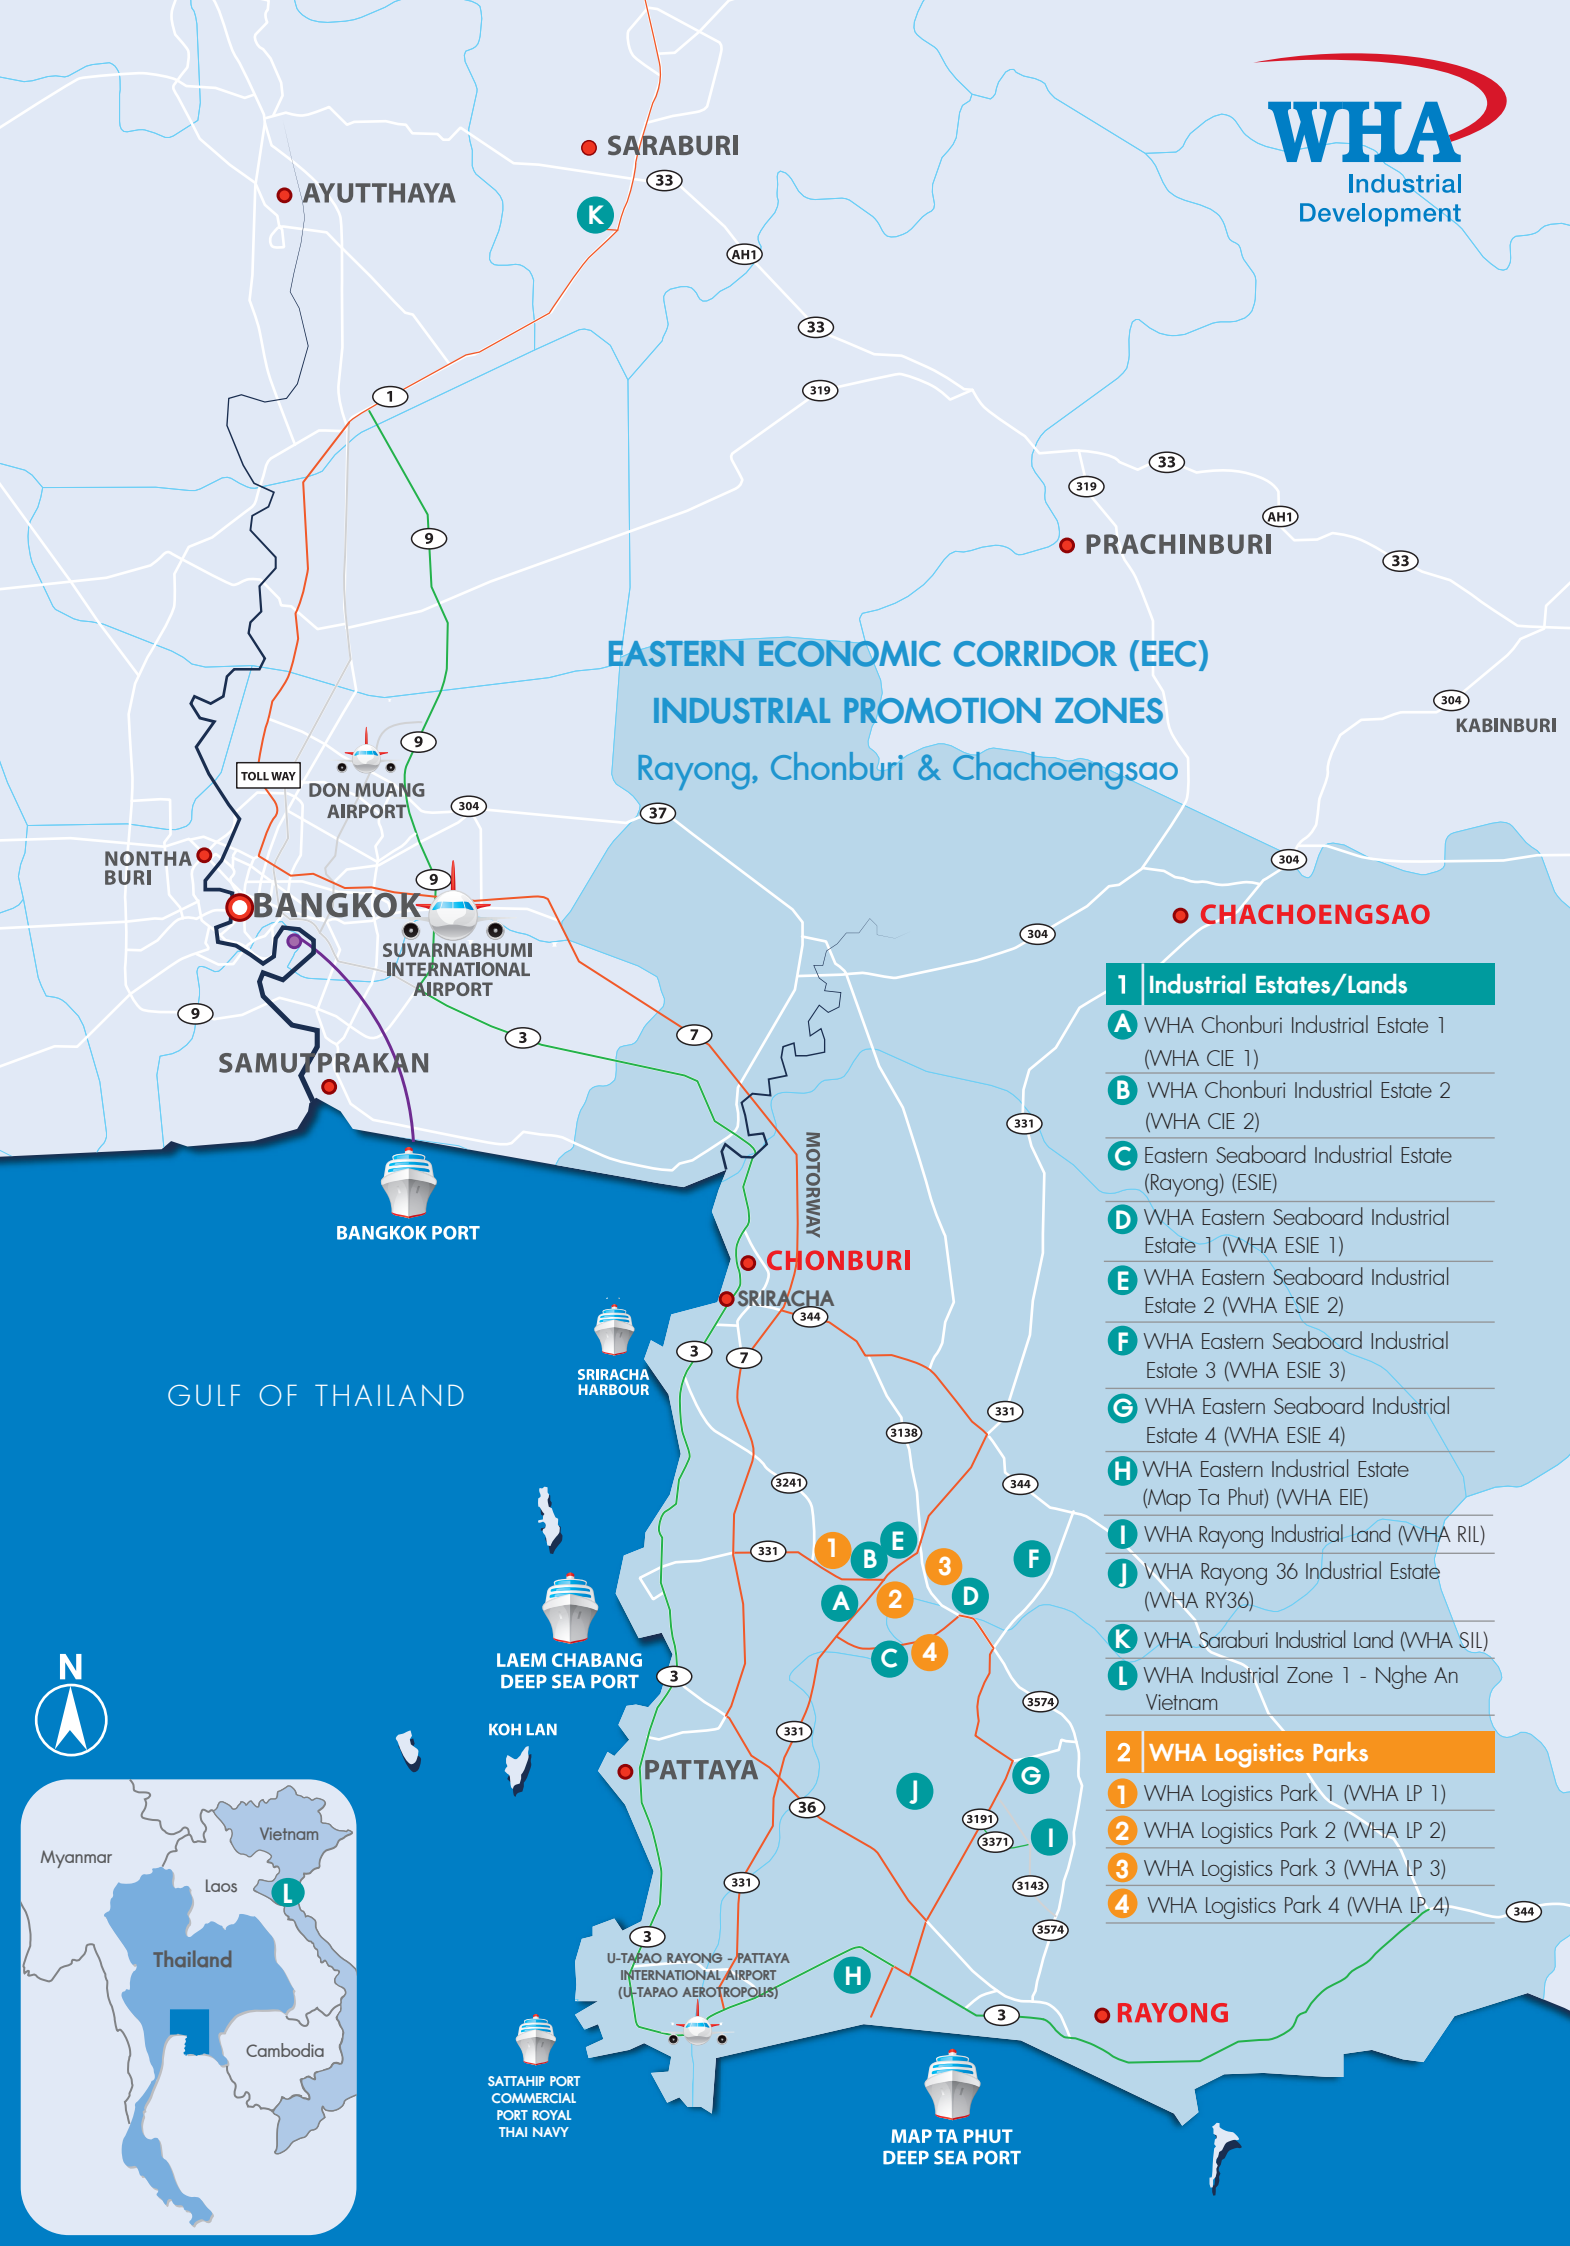 WHA
Industrial
Development
SARABURI
33
AYUTTHAYA
K
AH1
33
319
1
33
319
AH1
9
PRACHINBURI
33
EASTERN ECONOMIC CORRIDOR (EEC)
INDUSTRIAL PROMOTION ZONES
Rayong, Chonburi & Chachoengsao
304
KABINBURI
9
TOLL WAY
DON MUANG
AIRPORT
304
37
NONTHA
BURI
304
9
BANGKOK
CHACHOENGSAO
304
SUVARNABHUMI
INTERNATIONAL
AIRPORT
9
3
7
SAMUTPRAKAN
331
MOTORWAY
BANGKOK PORT
CHONBURI
SRIRACHA
344
3
7
SRIRACHA
HARBOUR
GULF OF THAILAND
331
3138
3241
344
331
1
B
E
3
F
A
2
D
C
4
LAEM CHABANG
DEEP SEA PORT
3
N
3574
KOH LAN
331
PATTAYA
G
J
36
3191
3371
I
331
3143
344
3574
3
U-TAPAO RAYONG - PATTAYA
INTERNATIONAL AIRPORT
(U-TAPAO AEROTROPOLIS)
H
3
RAYONG
SATTAHIP PORT
COMMERCIAL
PORT ROYAL
THAI NAVY
MAP TA PHUT
DEEP SEA PORT
1 Industrial Estates/Lands
A WHA Chonburi Industrial Estate 1
(WHA CIE 1)
B WHA Chonburi Industrial Estate 2
(WHA CIE 2)
C Eastern Seaboard Industrial Estate
(Rayong) (ESIE)
D WHA Eastern Seaboard Industrial
Estate 1 (WHA ESIE 1)
E WHA Eastern Seaboard Industrial
Estate 2 (WHA ESIE 2)
F WHA Eastern Seaboard Industrial
Estate 3 (WHA ESIE 3)
G WHA Eastern Seaboard Industrial
Estate 4 (WHA ESIE 4)
H WHA Eastern Industrial Estate
(Map Ta Phut) (WHA EIE)
I WHA Rayong Industrial Land (WHA RIL)
J WHA Rayong 36 Industrial Estate
(WHA RY36)
K WHA Saraburi Industrial Land (WHA SIL)
L WHA Industrial Zone 1 - Nghe An
Vietnam
2 WHA Logistics Parks
1 WHA Logistics Park 1 (WHA LP 1)
2 WHA Logistics Park 2 (WHA LP 2)
3 WHA Logistics Park 3 (WHA LP 3)
4 WHA Logistics Park 4 (WHA LP 4)
Vietnam
Myanmar
Laos
L
Thailand
Cambodia